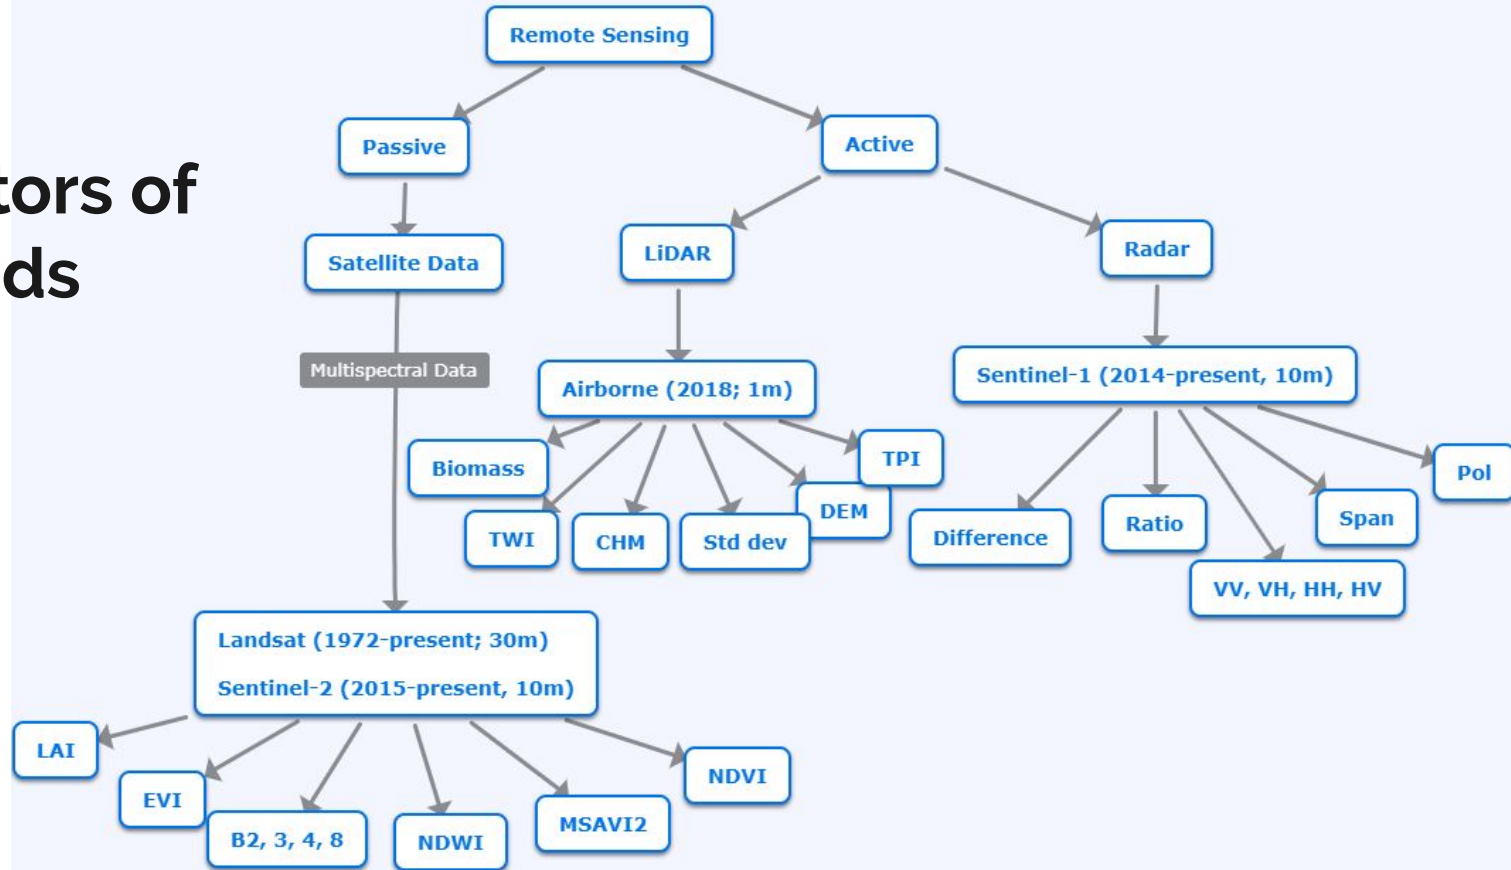 Remote Sensing
Passive
Active
tors of
ds
Satellite Data
LiDAR
Radar
Multispectral Data
Airborne (2018; 1m)
Sentinel-1 (2014-present, 10m)
Biomass
TWI
CHM
Std dev
DEM
TPI
Difference
Ratio
VV, VH, HH, HV
Span
Pol
Landsat (1972-present; 30m)
Sentinel-2 (2015-present, 10m)
LAI
EVI
B2, 3, 4, 8
NDWI
MSAVI2
NDVI